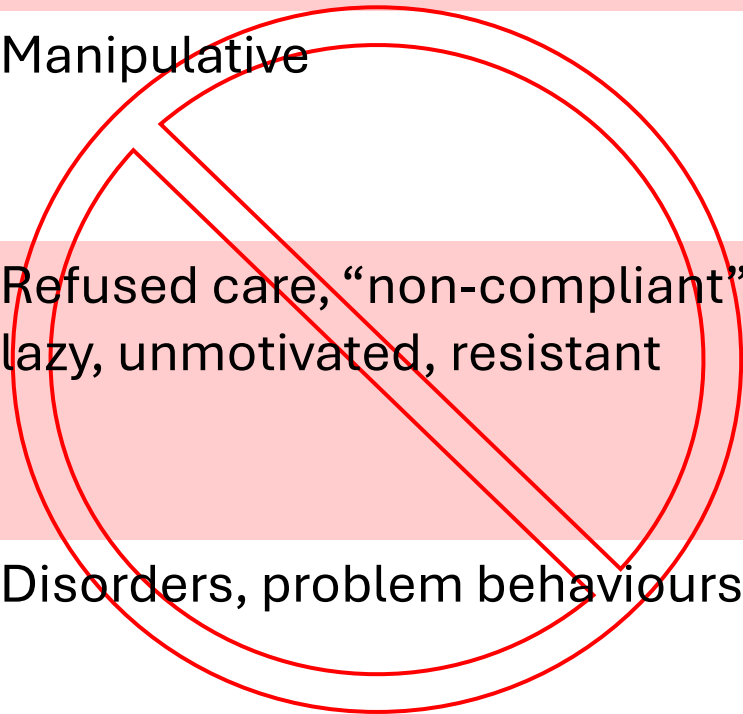 Manipulative
Refused care, “non-compliant”
lazy, unmotivated, resistant
Disorders, problem behaviours